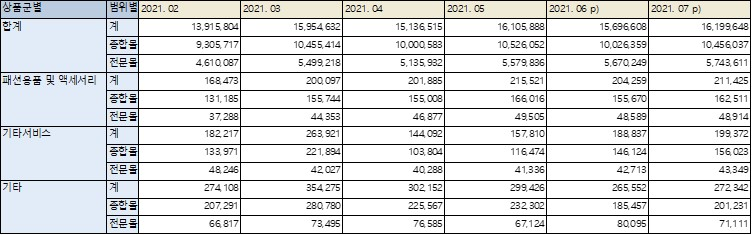 상품군별 범위별 2021. 02 2021. 03 2021. 04 2021. 05 2021. 06 p) 2021. 07 p)
합계 계 13,915,804 15,954,632 15,136,515 16,105,888 15,696,608 16,199,648
종합몰 9,305,717 10,455,414 10,000,583 10,526,052 10,026,359 10,456,037
전문몰 4,610,087 5,499,218 5,135,932 5,579,836 5,670,249 5,743,611
패션용품 및 액세서리 계 168,473 200,097 201,885 215,521 204,259 211,425
종합몰 131,185 155,744 155,008 166,016 155,670 162,511
전문몰 37,288 44,353 46,877 49,505 48,589 48,914
기타서비스 계 182,217 263,921 144,092 157,810 188,837 199,372
종합몰 133,971 221,894 103,804 116,474 146,124 156,023
전문몰 48,246 42,027 40,288 41,336 42,713 43,349
기타 계 274,108 354,275 302,152 299,426 265,552 272,342
종합몰 207,291 280,780 225,567 232,302 185,457 201,231
전문몰 66,817 73,495 76,585 67,124 80,095 71,111